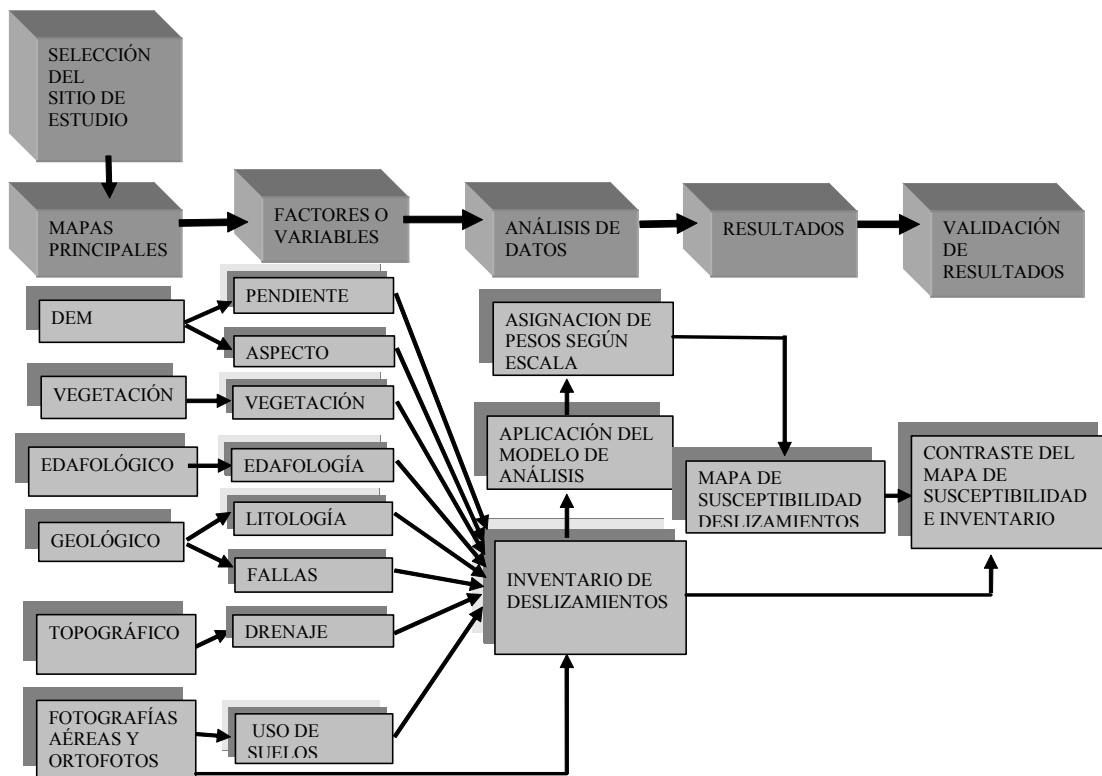 SELECCIÓN
DEL
SITIO DE
ESTUDIO
MAPAS
PRINCIPALES
FACTORES O
VARIABLES
ANÁLISIS DE
DATOS
RESULTADOS
VALIDACIÓN
DE
RESULTADOS
DEM
VEGETACIÓN
EDAFOLÓGICO
GEOLÓGICO
TOPOGRÁFICO
FOTOGRAFÍAS
AÉREAS Y
ORTOFOTOS
PENDIENTE
ASPECTO
VEGETACIÓN
EDAFOLOGÍA
LITOLOGÍA
FALLAS
DRENAJE
USO DE
SUELOS
ASIGNACION DE
PESOS SEGÚN
ESCALA
APLICACIÓN DEL
MODELO DE
ANÁLISIS
INVENTARIO DE
DESLIZAMIENTOS
MAPA DE
SUSCEPTIBILIDAD
DESLIZAMIENTOS
CONTRASTE DEL
MAPA DE
SUSCEPTIBILIDAD
E INVENTARIO